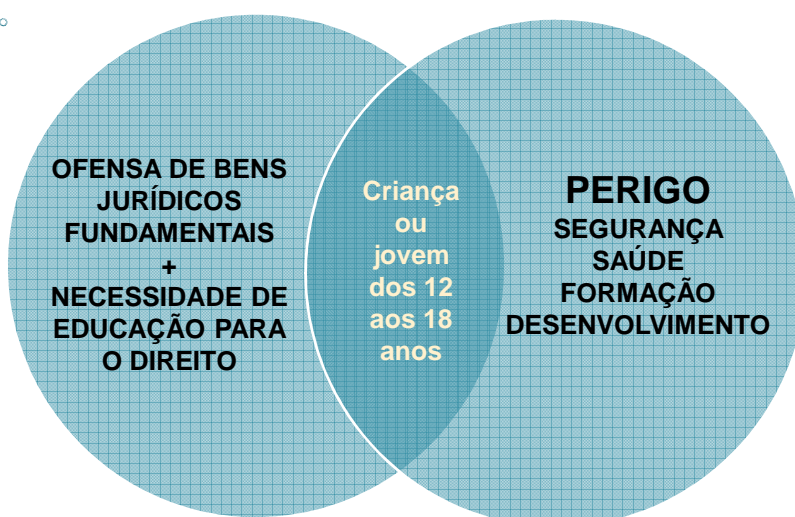 OFENSA DE BENS
JURÍDICOS
FUNDAMENTAIS
+
NECESSIDADE DE
EDUCAÇÃO PARA
O DIREITO
Criança
ou
jovem
dos 12
aos 18
anos
PERIGO
SEGURANÇA
SAÚDE
FORMAÇÃO
DESENVOLVIMENTO